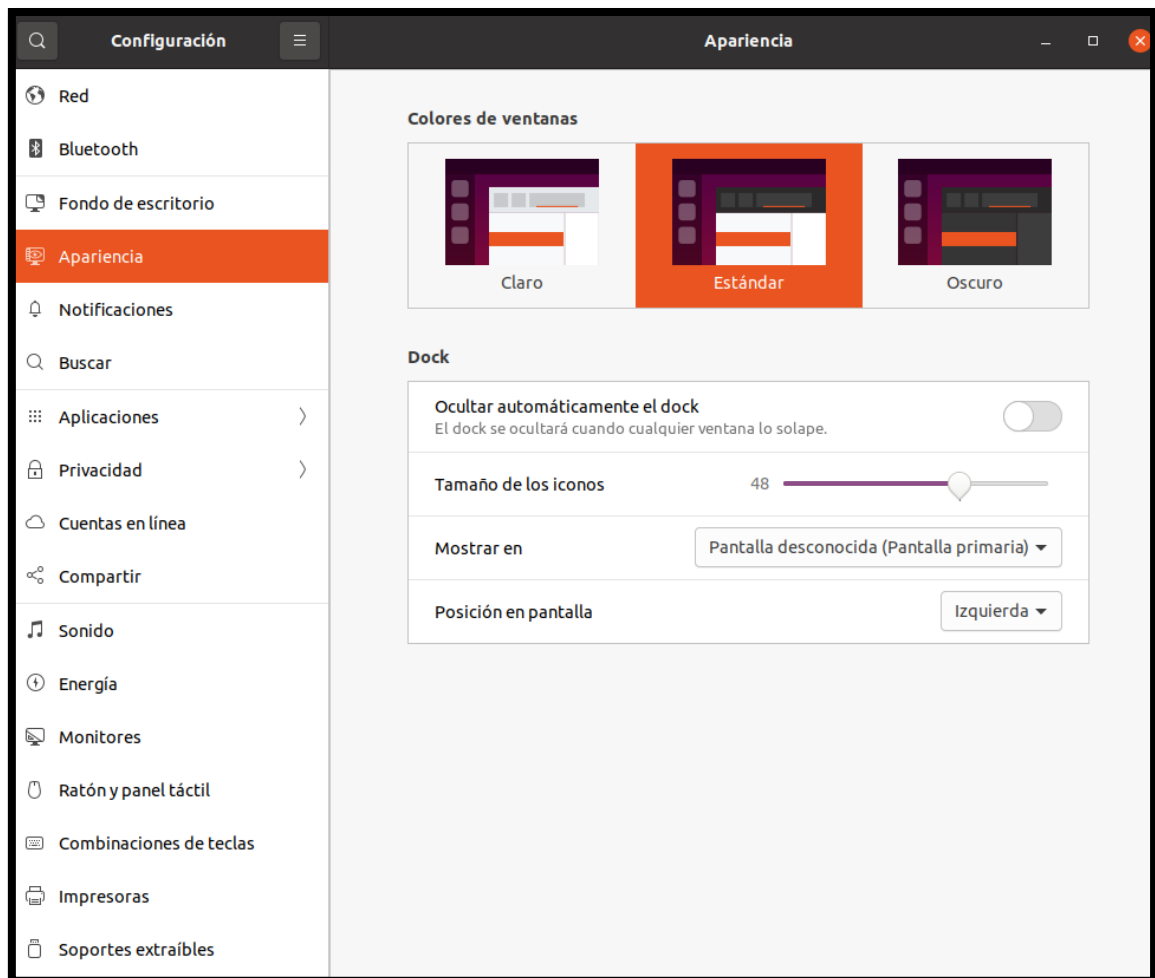 Configuración
Apariencia
Red
Bluetooth
Fondo de escritorio
Apariencia
Notificaciones
Buscar
Aplicaciones
Privacidad
Cuentas en línea
Compartir
Sonido
Energía
Monitores
Ratón y panel táctil
Combinaciones de teclas
Impresoras
Soportes extraíbles
Colores de ventanas
Claro
Estándar
Oscuro
Dock
Ocultar automáticamente el dock
El dock se ocultará cuando cualquier ventana lo solape.
Tamaño de los iconos 48
Mostrar en Pantalla desconocida (Pantalla primaria)
Posición en pantalla Izquierda